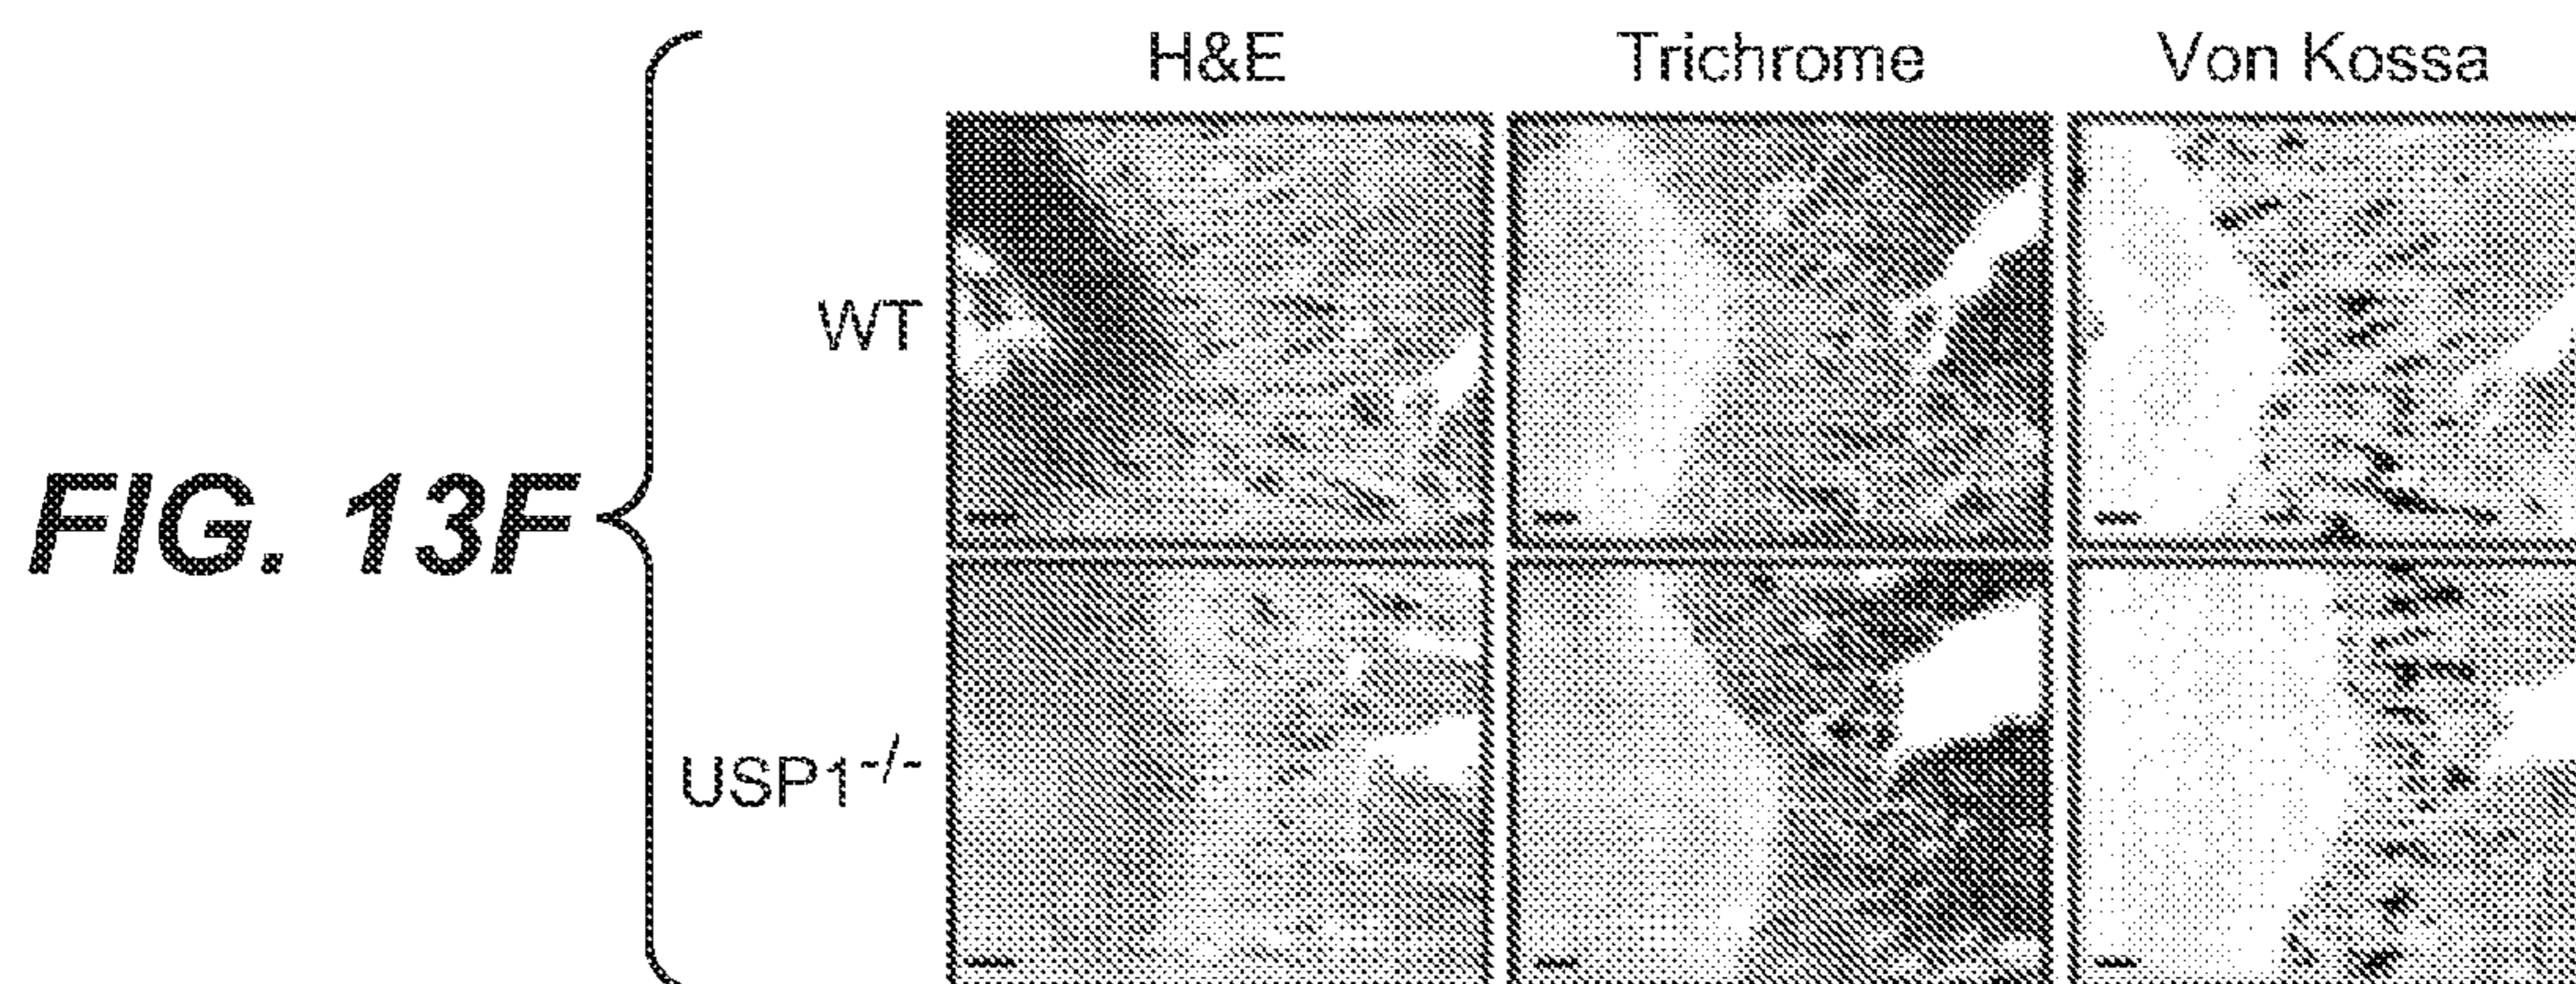 H&E Trichrome Von Kossa
WT
FIG. 13F
USP1-/-